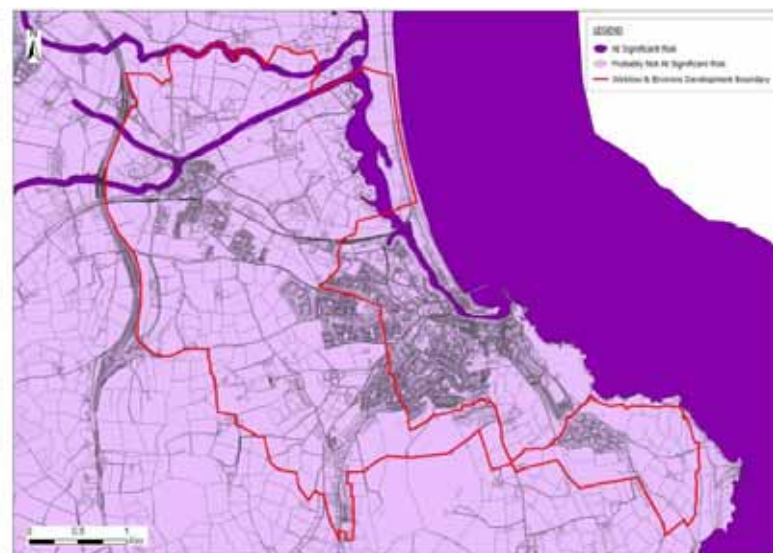 N
LEGEND
At Significant Risk
Probably Not At Significant Risk
Wicklow & Environs Development Boundary
0 0.5 1